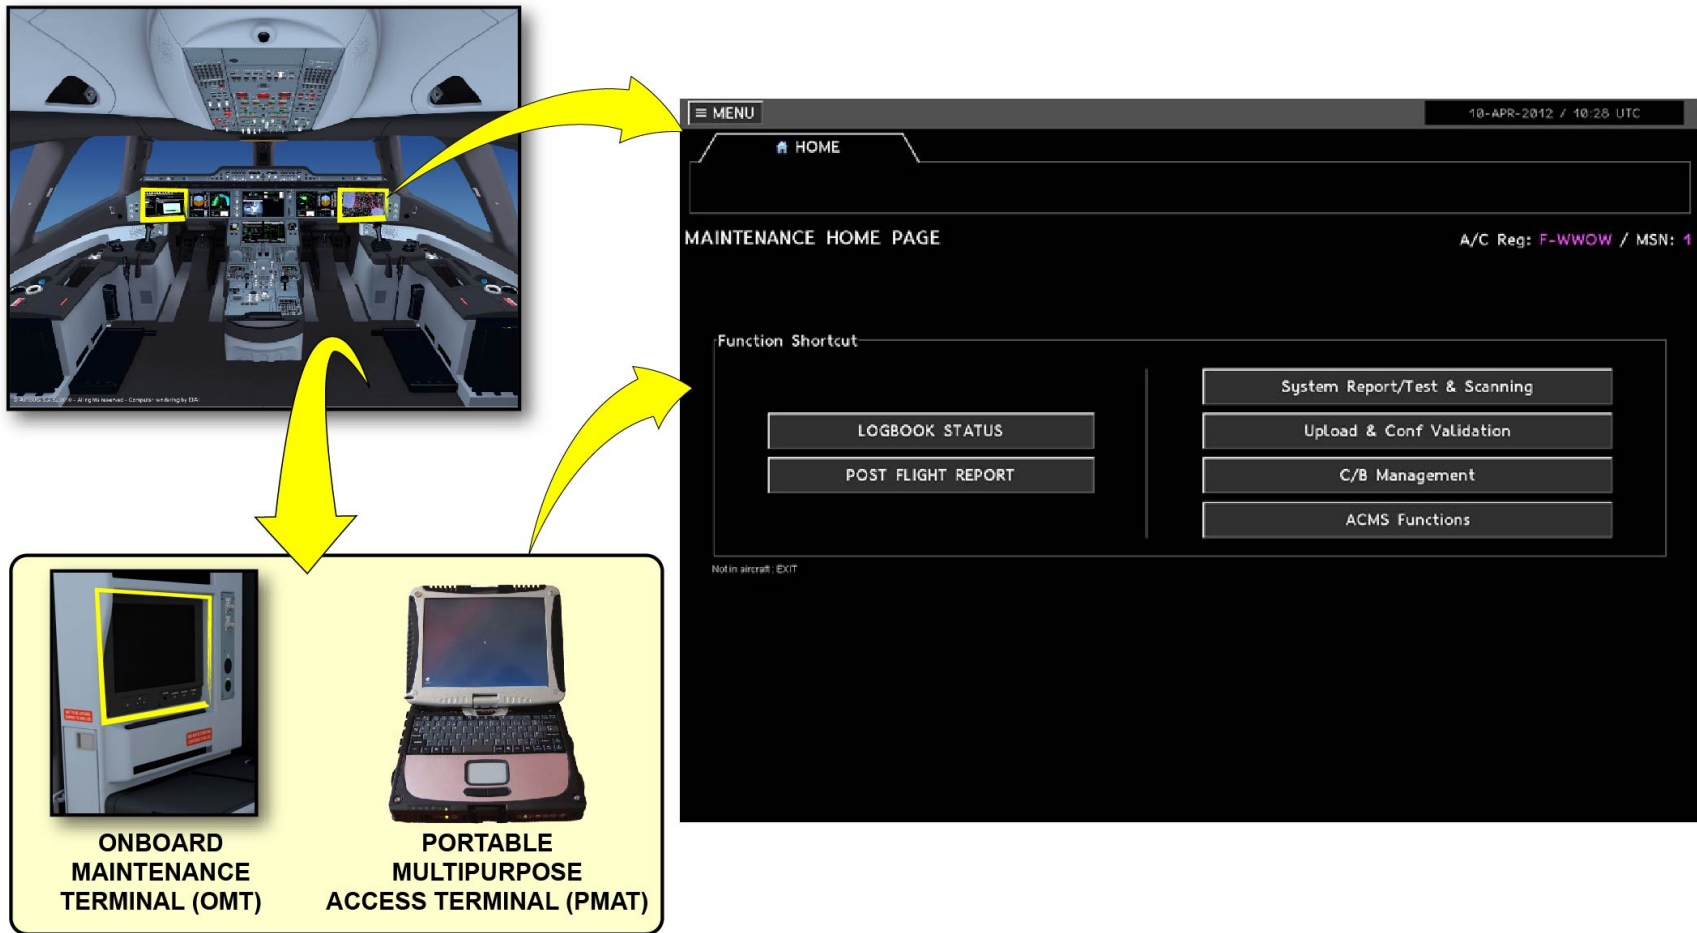 ≡ MENU
10-APR-2012 / 10:28 UTC
HOME
MAINTENANCE HOME PAGE
A/C Reg: F-WWOW / MSN: 1
Function Shortcut
LOGBOOK STATUS
POST FLIGHT REPORT
System Report/Test & Scanning
Upload & Conf Validation
C/B Management
ACMS Functions
Not in aircraft : EXIT
ONBOARD
MAINTENANCE
TERMINAL (OMT)
PORTABLE
MULTIPURPOSE
ACCESS TERMINAL (PMAT)